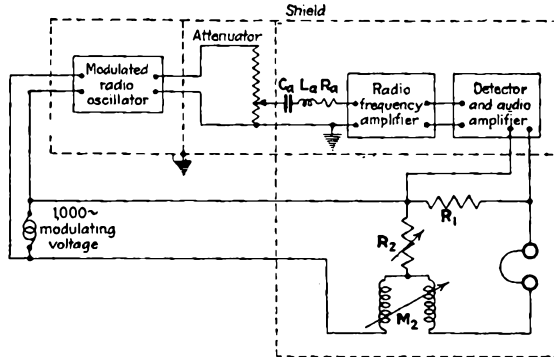 Shield
Attenuator
Modulated
radio
oscillator
Ca La Ra
Radio
frequency
amplifier
Detector
and audio
amplifier
1,000~
modulating
voltage
R1
R2
M2